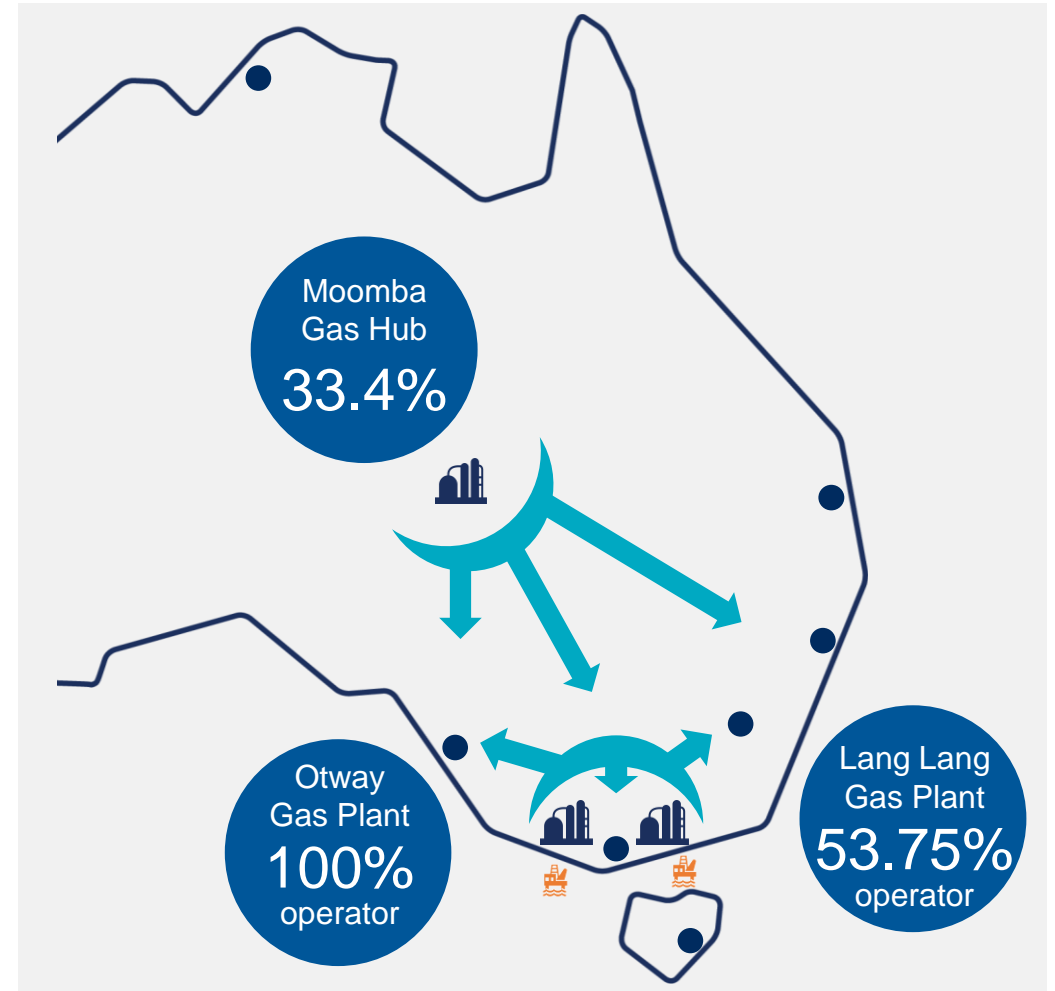 Moomba
Gas Hub
33.4%
Otway
Gas Plant
100%
operator
Lang Lang
Gas Plant
53.75%
operator